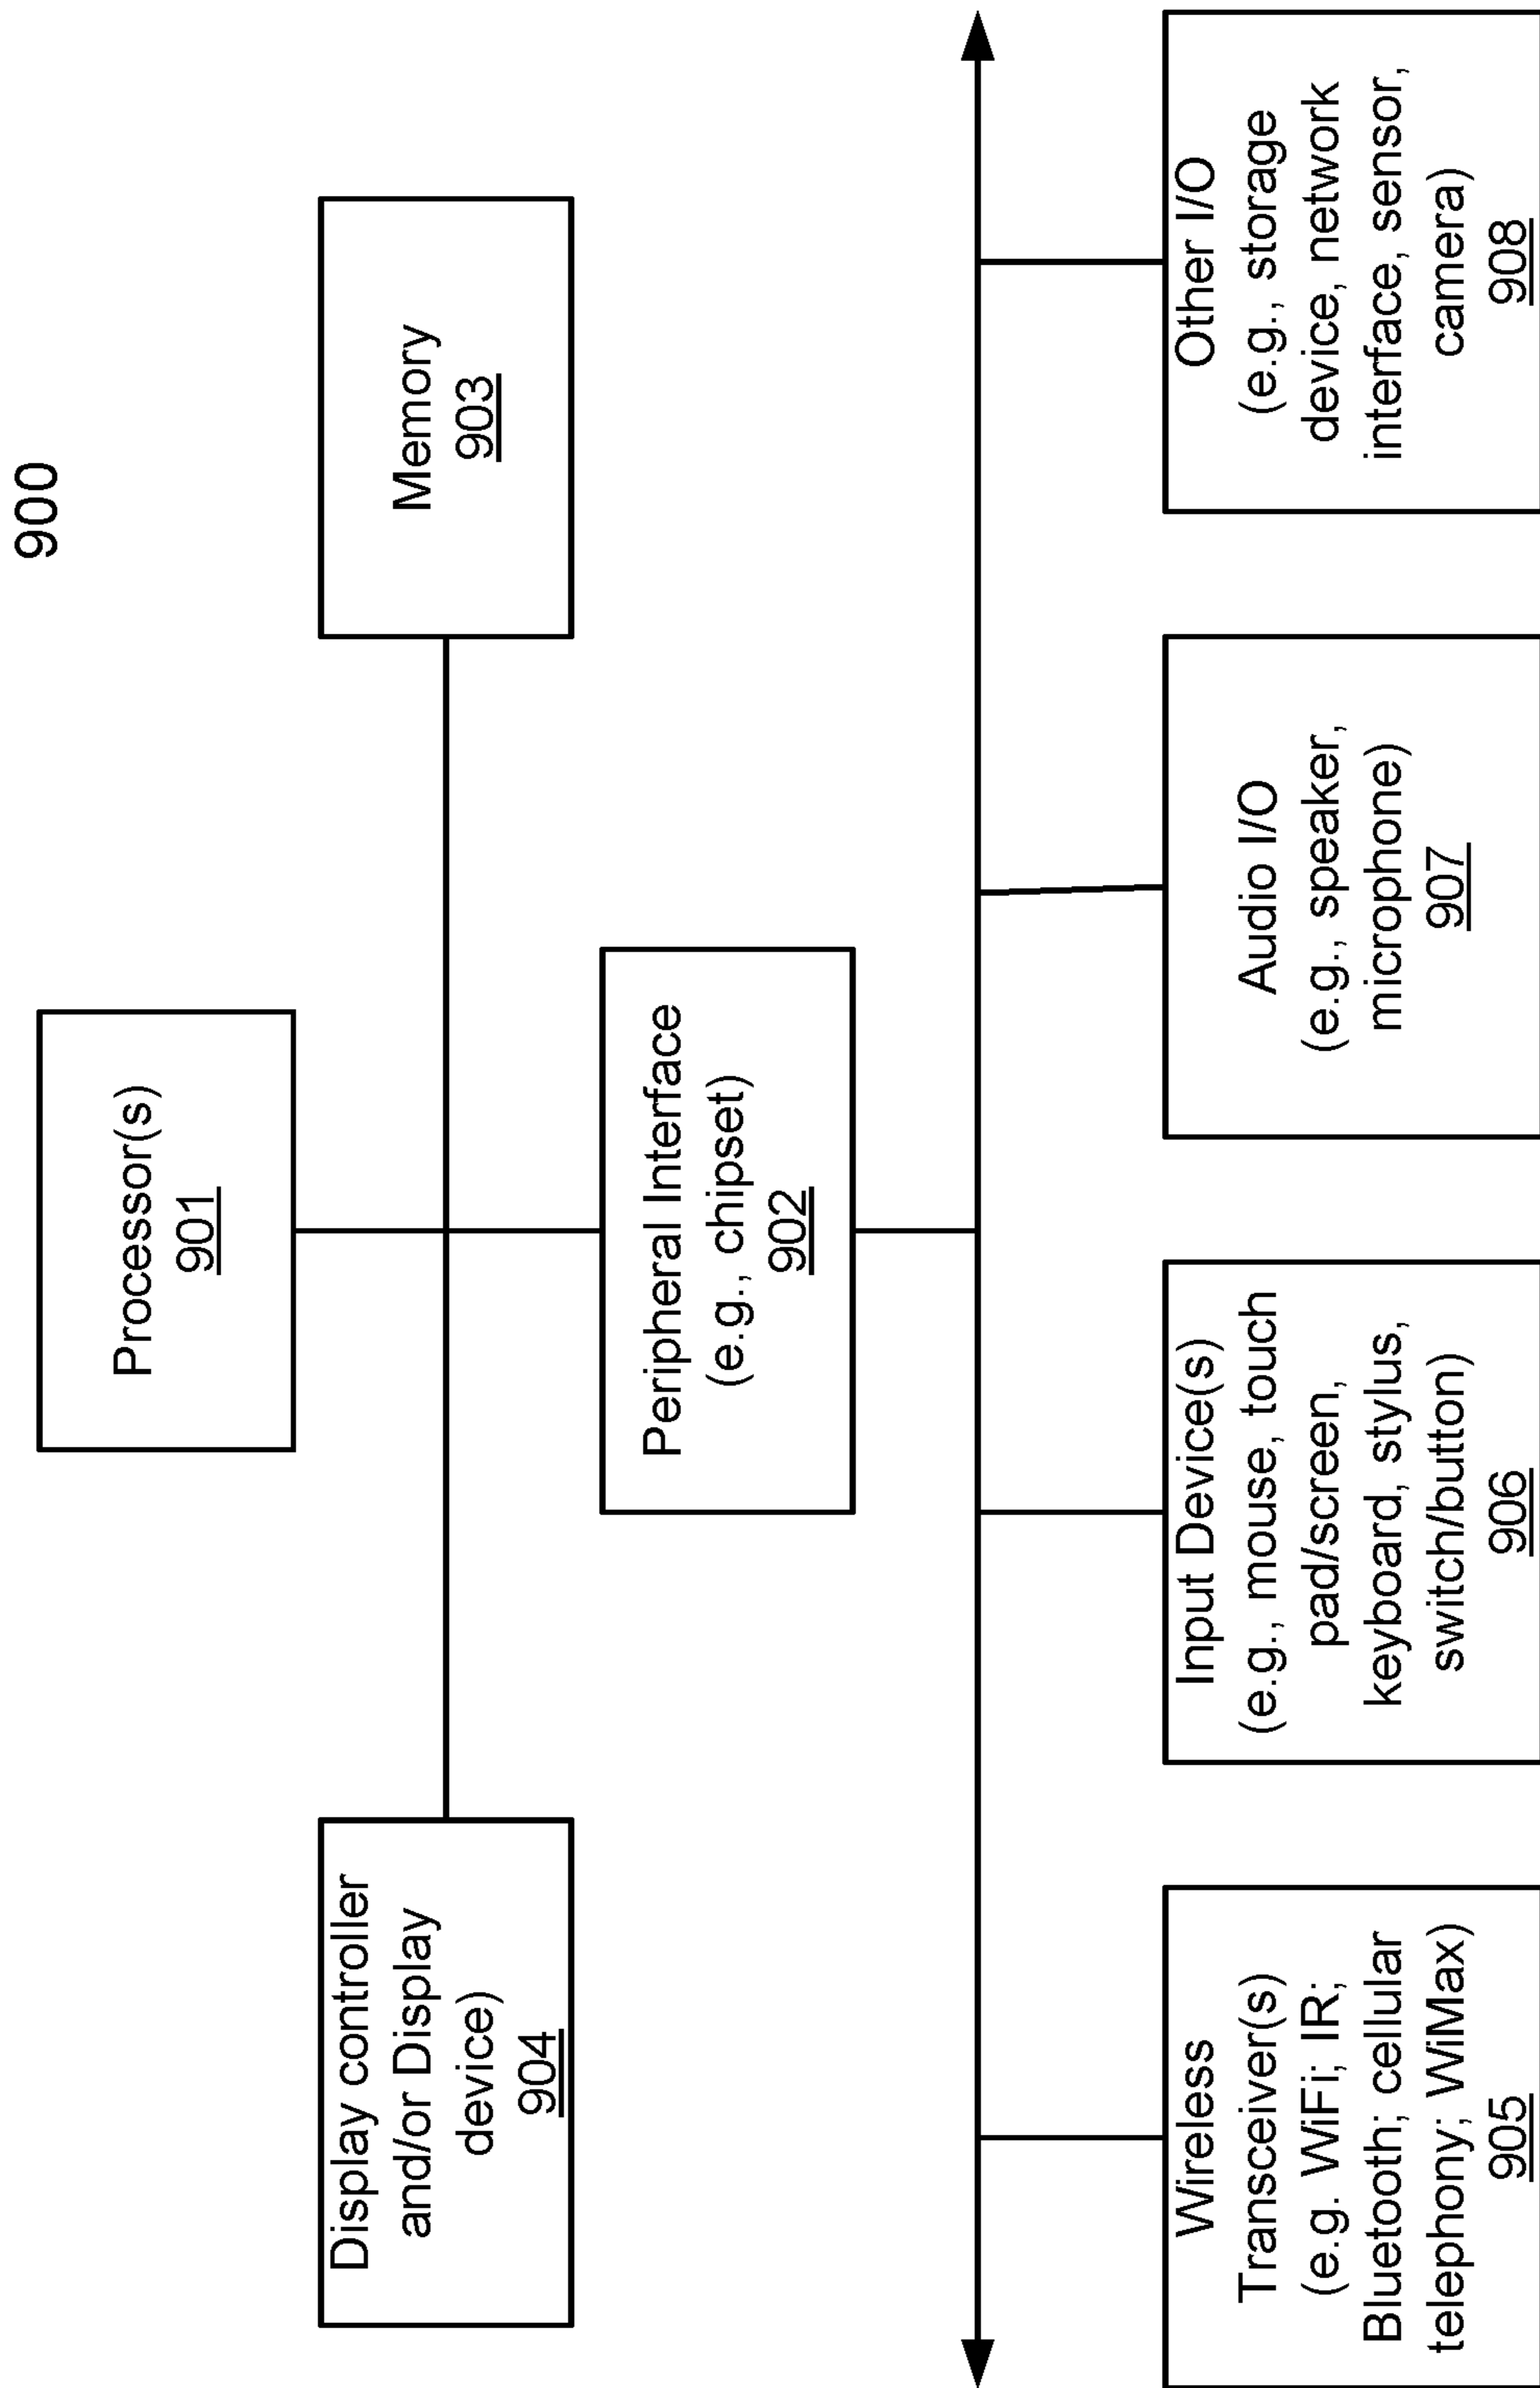 900
Processor(s)
901
Display controller
and/or Display
device)
904
Memory
903
Peripheral Interface
(e.g., chipset)
902
Wireless
Transceiver(s)
(e.g. WiFi; IR;
Bluetooth; cellular
telephony; WiMax)
905
Input Device(s)
(e.g., mouse, touch
pad/screen,
keyboard, stylus,
switch/button)
906
Audio I/O
(e.g., speaker,
microphone)
907
Other I/O
(e.g., storage
device, network
interface, sensor,
camera)
908